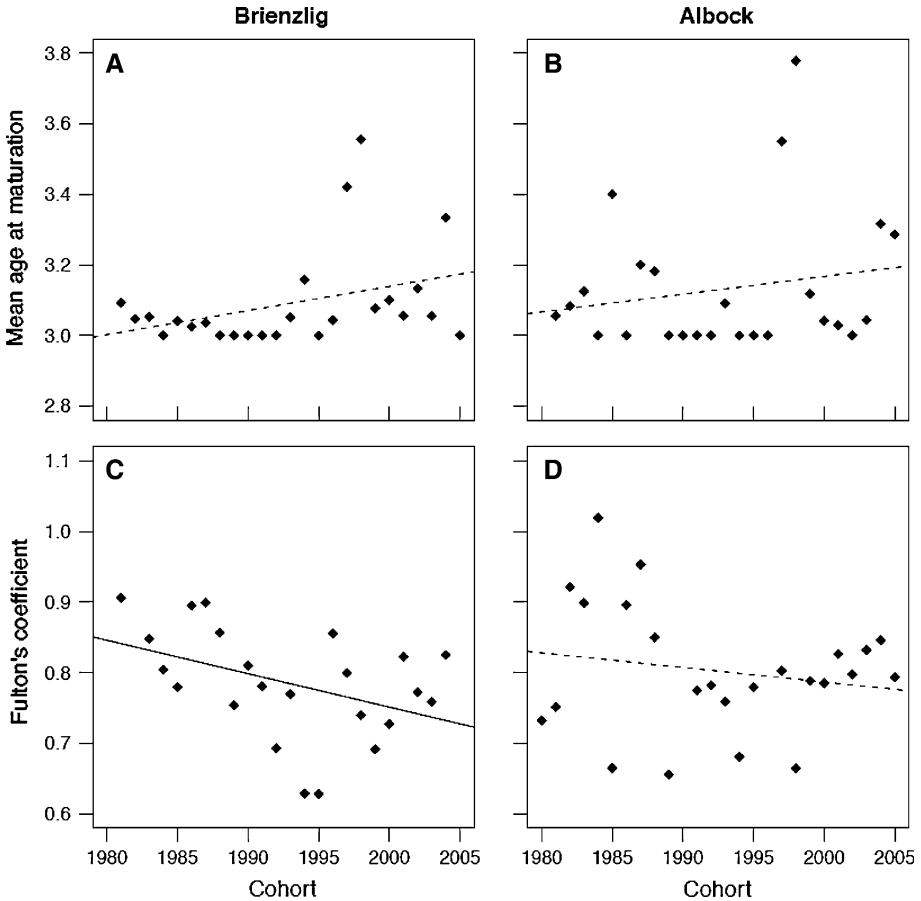 Brienzlig Albock
A B
3.8
3.6
3.4
3.2
3.0
2.8
Mean age at maturation
C D
1.1
1.0
0.9
0.8
0.7
0.6
Fulton's coefficient
1980 1985 1990 1995 2000 2005 1980 1985 1990 1995 2000 2005
Cohort Cohort